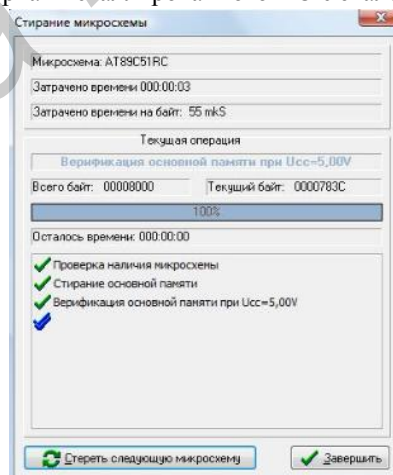 Стирание микросхемы
Микросхема: AT89C51RC
Затрачено времени 000:00:03
Затрачено времени на байт: 55 mkS
Текущая операция
Верификация основной памяти при Ucc=5,00V
Всего байт: 00008000 Текущий байт: 0000783C
100%
Осталось времени: 000:00:00
Проверка наличия микросхемы
Стирание основной памяти
Верификация основной памяти при Ucc=5,00V
Стереть следующую микросхему Завершить